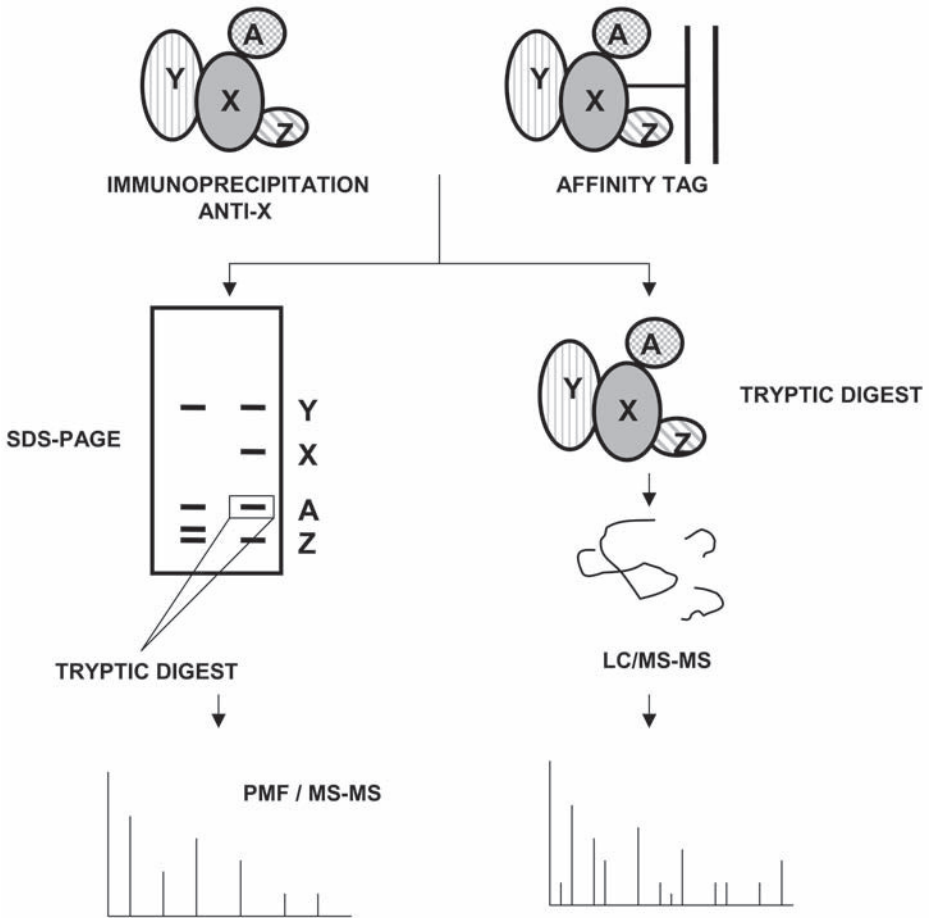 A
Y
X
Z
A
Y
X
Z
IMMUNOPRECIPITATION
ANTI-X
AFFINITY TAG
SDS-PAGE
Y
X
A
Z
A
Y
X
Z
TRYPTIC DIGEST
TRYPTIC DIGEST
LC/MS-MS
PMF / MS-MS